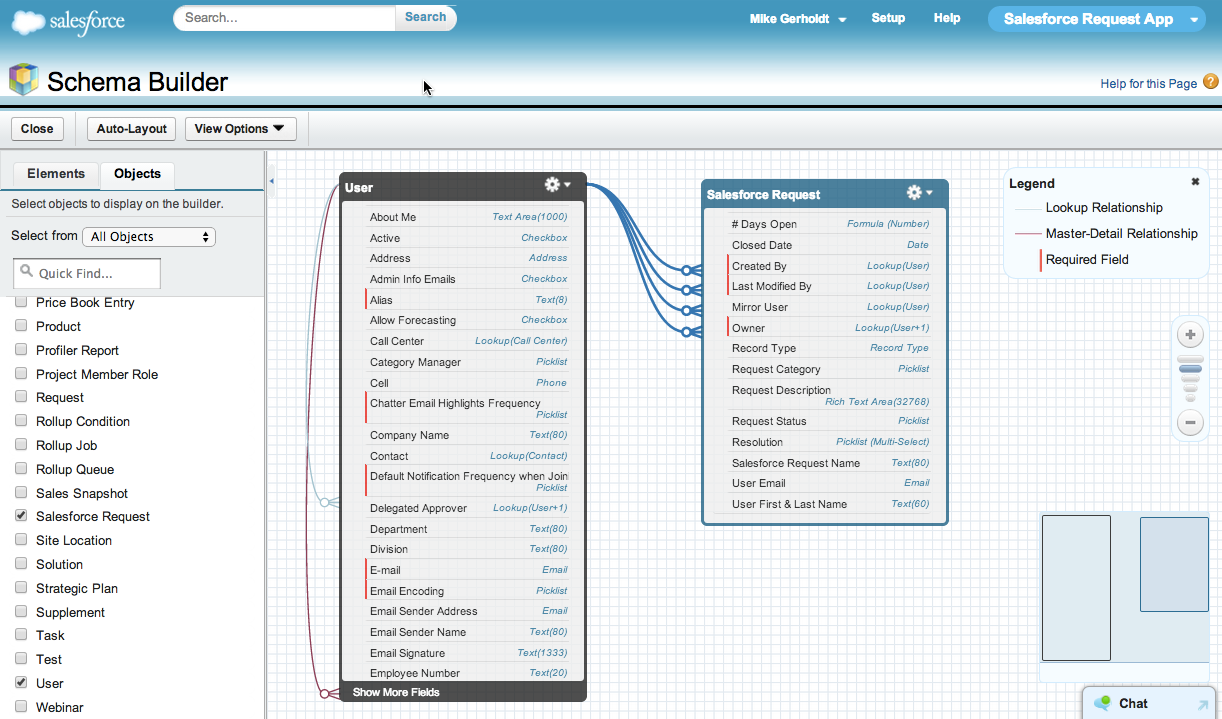 salesforce
Search...
Search
Mike Gerholdt
Setup
Help
Salesforce Request App
Schema Builder
Help for this Page
?
Close
Auto-Layout
View Options
Elements
Objects
Select objects to display on the builder.
Select from
All Objects
Quick Find...
Price Book Entry
Product
Profiler Report
Project Member Role
Request
Rollup Condition
Rollup Job
Rollup Queue
Sales Snapshot
Salesforce Request
Site Location
Solution
Strategic Plan
Supplement
Task
Test
User
Webinar
User
About Me Text Area(1000)
Active Checkbox
Address Address
Admin Info Emails Checkbox
Alias Text(8)
Allow Forecasting Checkbox
Call Center Lookup(Call Center)
Category Manager Picklist
Cell Phone
Chatter Email Highlights Frequency
Picklist
Company Name Text(80)
Contact Lookup(Contact)
Default Notification Frequency when Join
Picklist
Delegated Approver Lookup(User+1)
Department Text(80)
Division Text(80)
E-mail Email
Email Encoding Picklist
Email Sender Address Email
Email Sender Name Text(80)
Email Signature Text(1333)
Employee Number Text(20)
Show More Fields
Salesforce Request
# Days Open Formula (Number)
Closed Date Date
Created By Lookup(User)
Last Modified By Lookup(User)
Mirror User Lookup(User)
Owner Lookup(User+1)
Record Type Record Type
Request Category Picklist
Request Description
Rich Text Area(32768)
Request Status Picklist
Resolution Picklist (Multi-Select)
Salesforce Request Name Text(80)
User Email Email
User First & Last Name Text(60)
Legend
Lookup Relationship
Master-Detail Relationship
Required Field
Chat